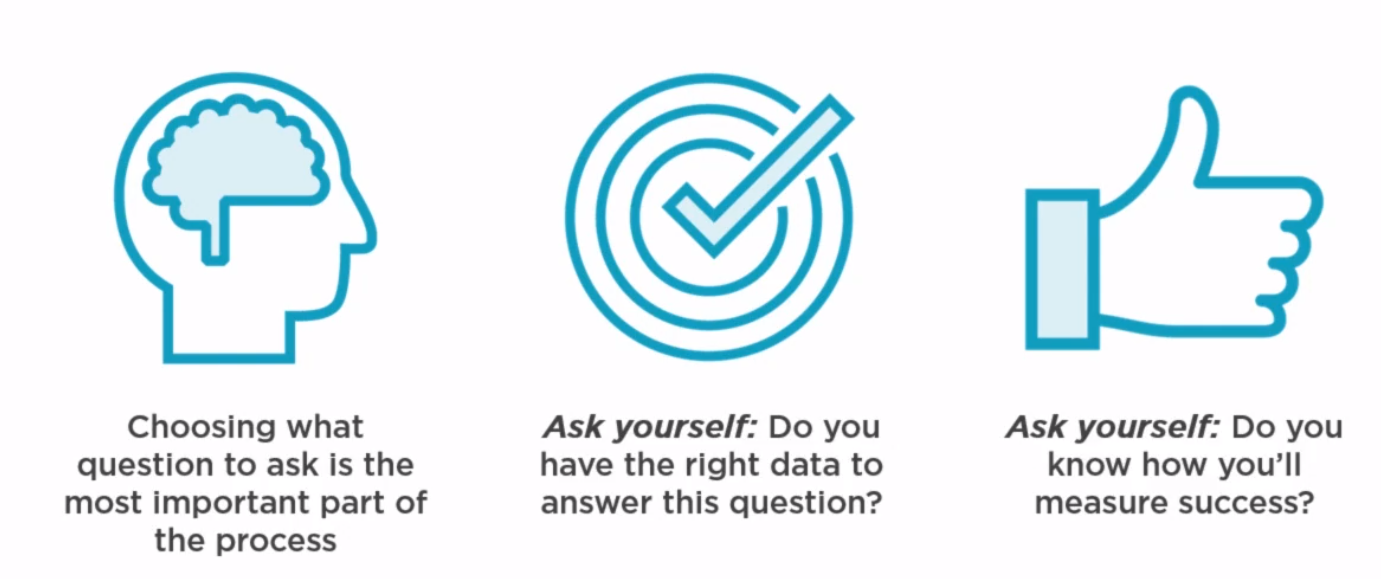 Choosing what
question to ask is the
most important part of
the process
Ask yourself: Do you
have the right data to
answer this question?
Ask yourself: Do you
know how you'll
measure success?